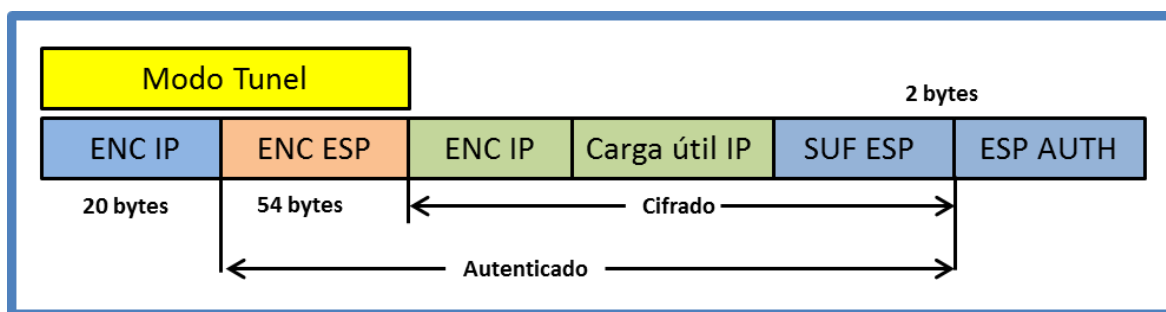 Modo Tunel
2 bytes
ENC IP ENC ESP ENC IP Carga útil IP SUF ESP ESP AUTH
20 bytes 54 bytes Cifrado
Autenticado